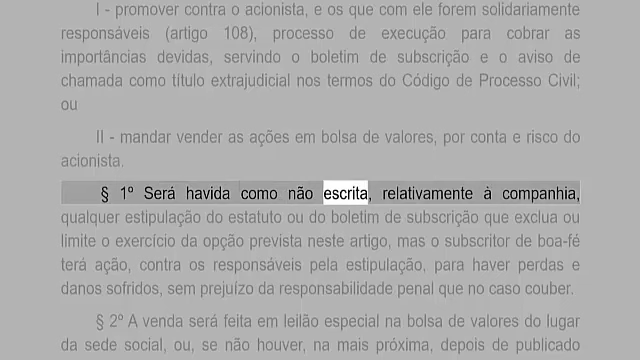 I - promover contra o acionista, e os que com ele forem solidariamente
responsáveis (artigo 108), processo de execução para cobrar as
importâncias devidas, servindo o boletim de subscrição e o aviso de
chamada como título extrajudicial nos termos do Código de Processo Civil;
ou
II - mandar vender as ações em bolsa de valores, por conta e risco do
acionista.
§ 1º Será havida como não escrita, relativamente à companhia,
qualquer estipulação do estatuto ou do boletim de subscrição que exclua ou
limite o exercício da opção prevista neste artigo, mas o subscritor de boa-fé
terá ação, contra os responsáveis pela estipulação, para haver perdas e
danos sofridos, sem prejuízo da responsabilidade penal que no caso couber.
§ 2º A venda será feita em leilão especial na bolsa de valores do lugar
da sede social, ou, se não houver, na mais próxima, depois de publicado